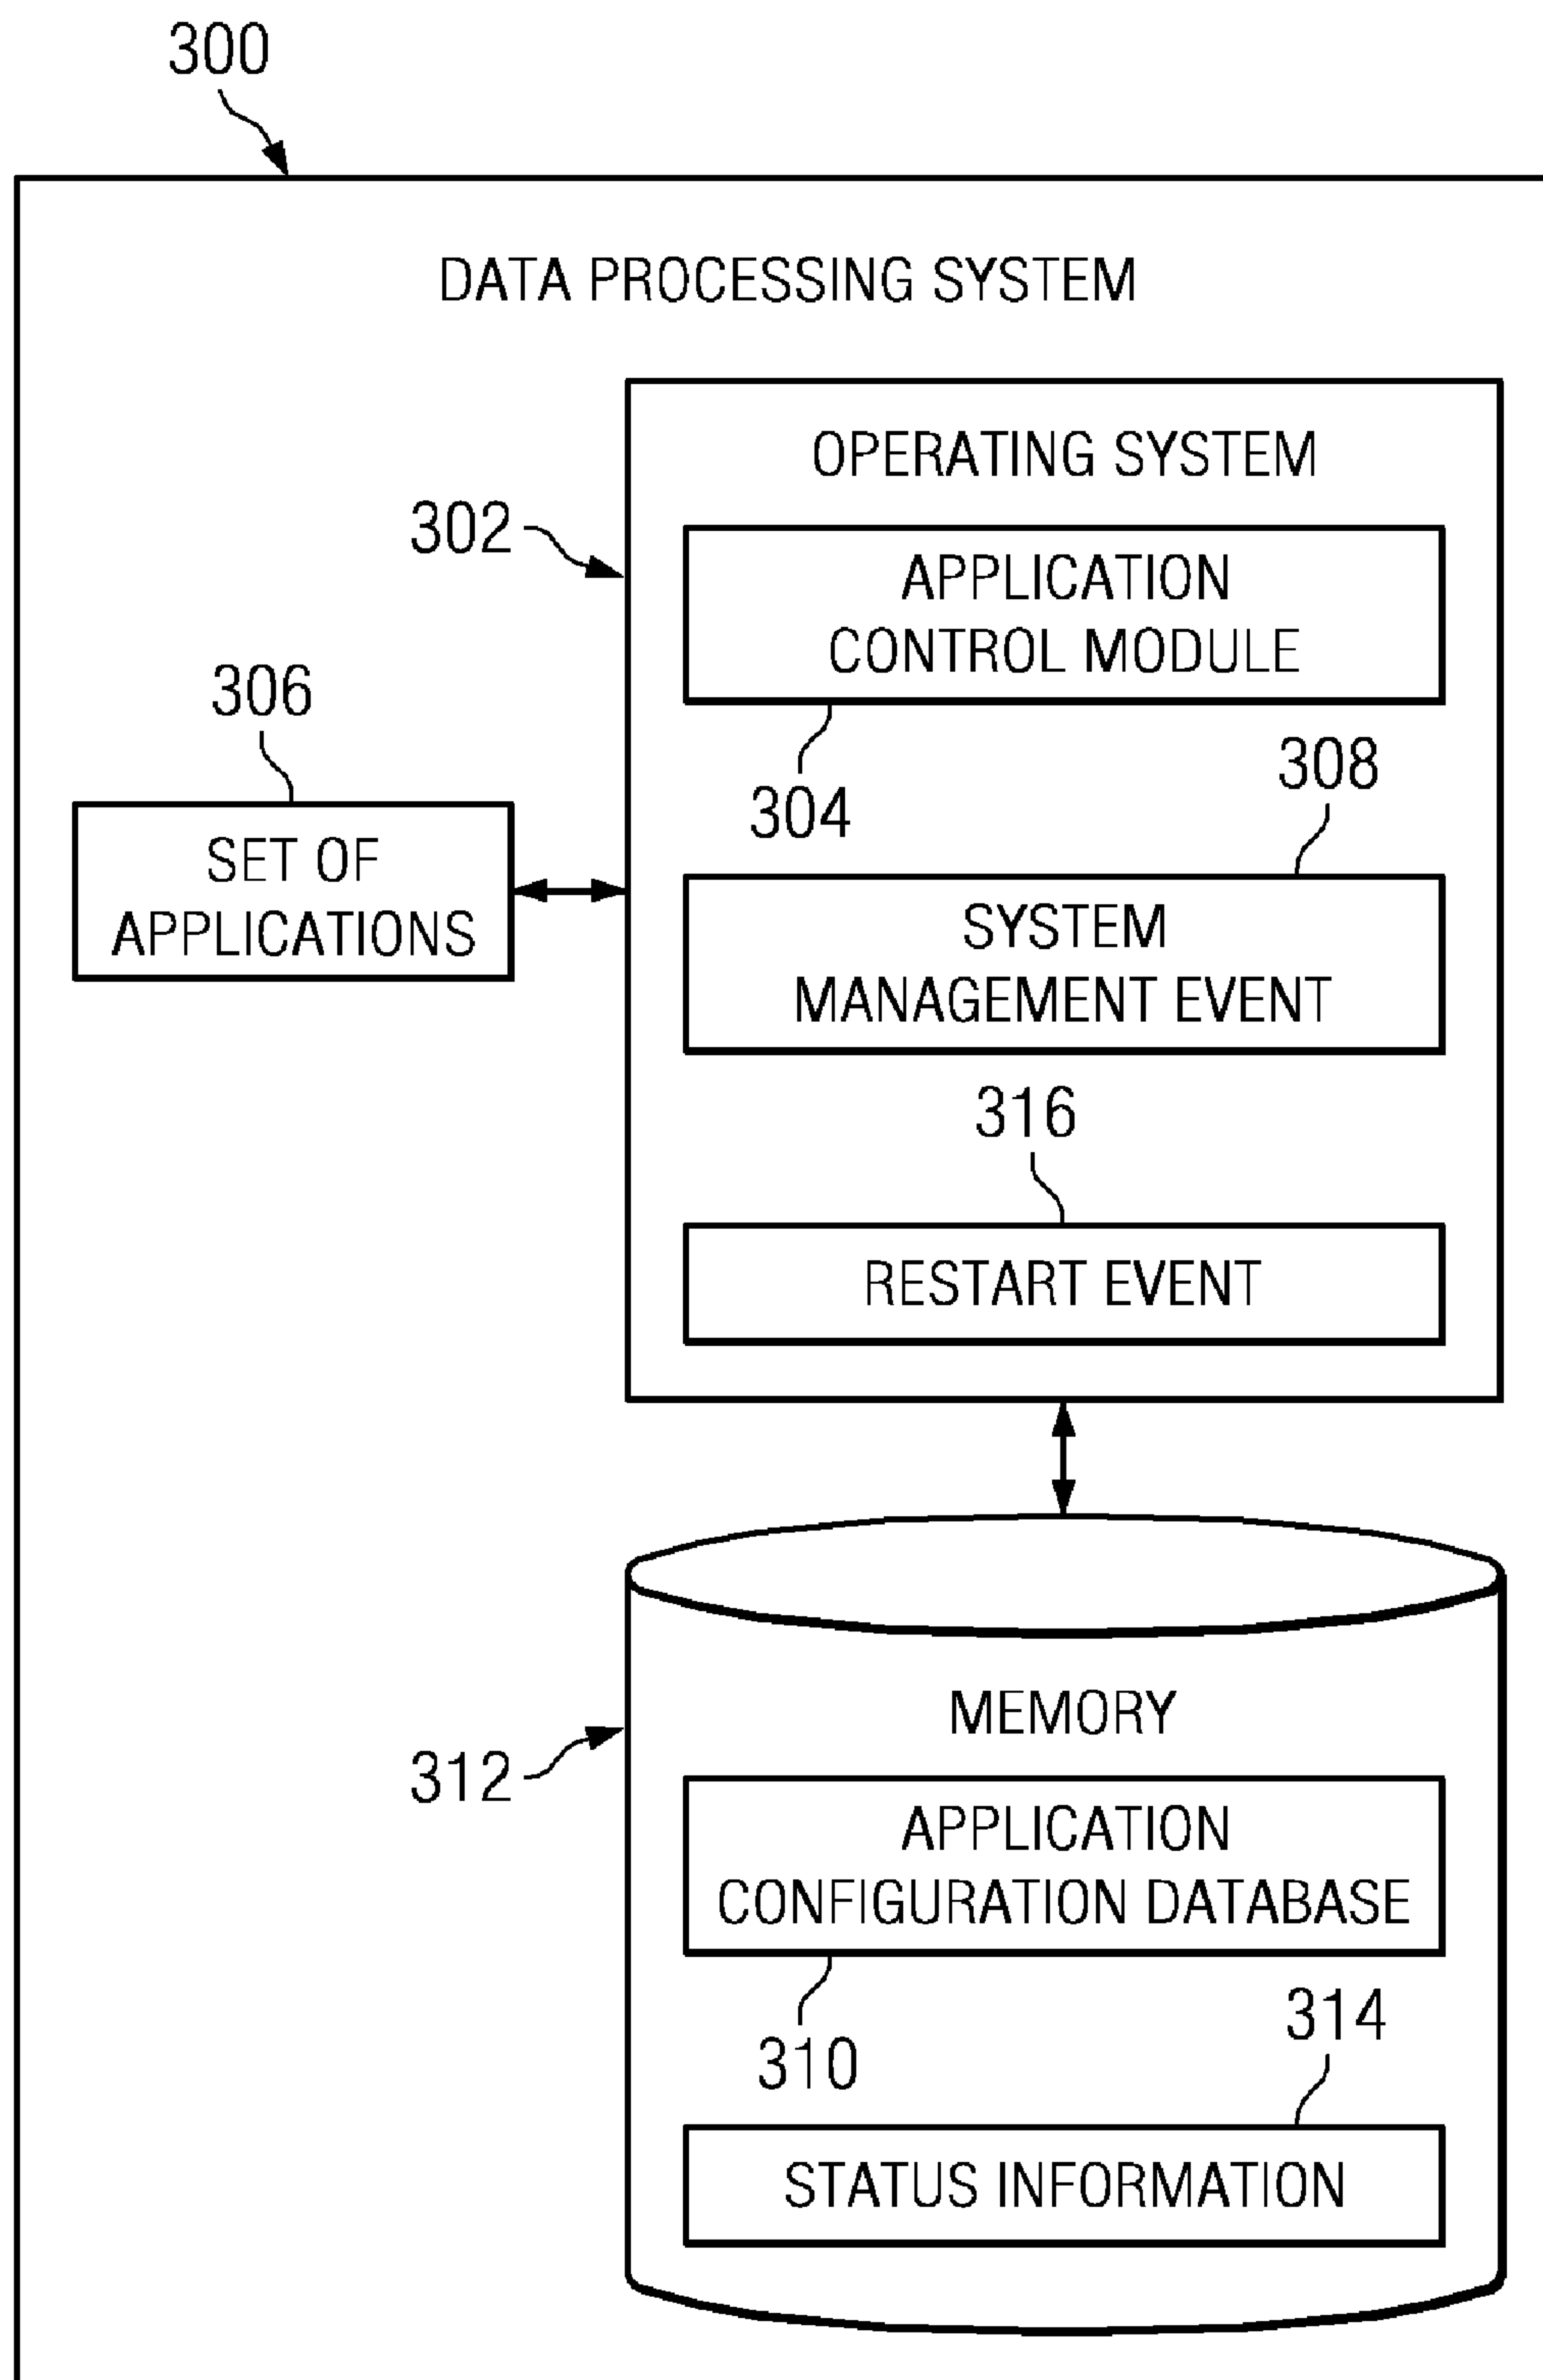 300
DATA PROCESSING SYSTEM
OPERATING SYSTEM
302
APPLICATION
CONTROL MODULE
304
306
SET OF
APPLICATIONS
308
SYSTEM
MANAGEMENT EVENT
316
RESTART EVENT
MEMORY
312
APPLICATION
CONFIGURATION DATABASE
310
314
STATUS INFORMATION